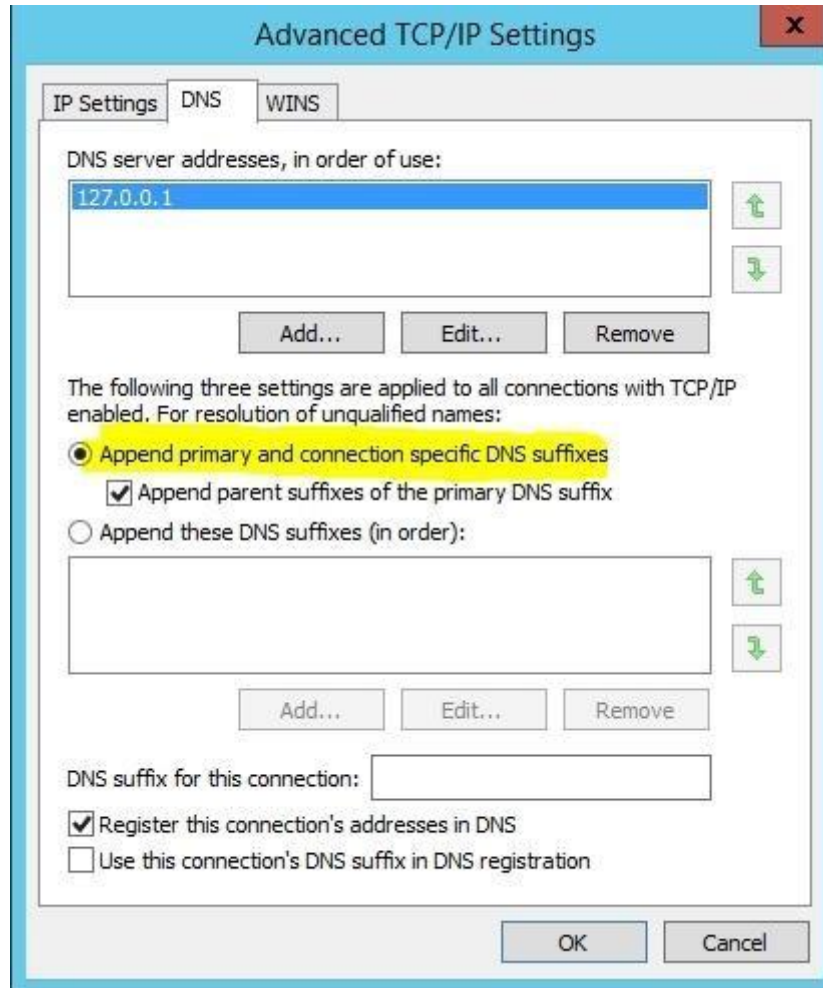 Advanced TCP/IP Settings
x
IP Settings
DNS
WINS
DNS server addresses, in order of use:
127.0.0.1
Add...
Edit...
Remove
The following three settings are applied to all connections with TCP/IP
enabled. For resolution of unqualified names:
Append primary and connection specific DNS suffixes
Append parent suffixes of the primary DNS suffix
Append these DNS suffixes (in order):
Add...
Edit...
Remove
DNS suffix for this connection:
Register this connection's addresses in DNS
Use this connection's DNS suffix in DNS registration
OK
Cancel